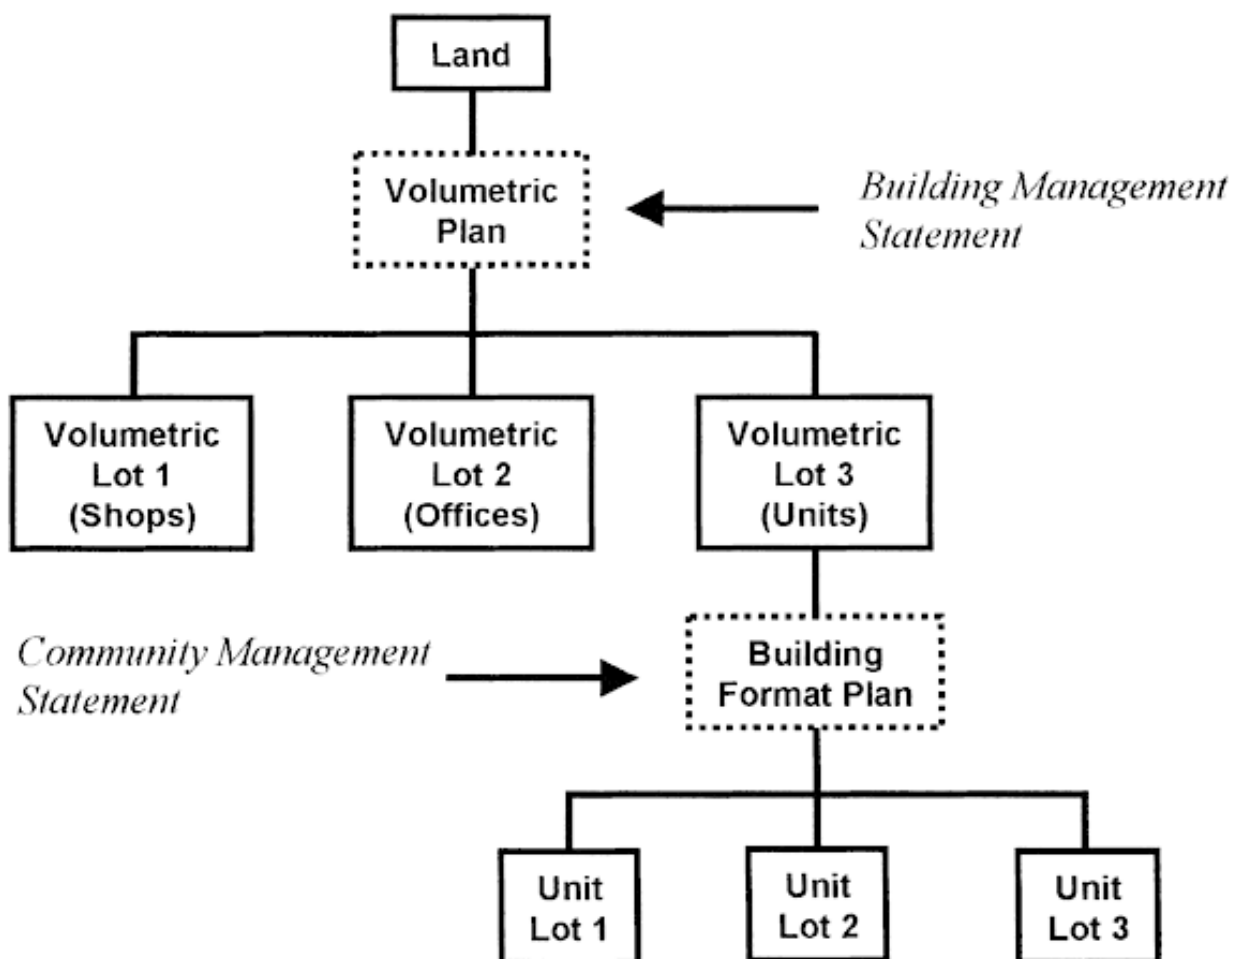 Land
Volumetric
Plan
Building Management
Statement
Volumetric
Lot 1
(Shops)
Volumetric
Lot 2
(Offices)
Volumetric
Lot 3
(Units)
Community Management
Statement
Building
Format Plan
Unit
Lot 1
Unit
Lot 2
Unit
Lot 3